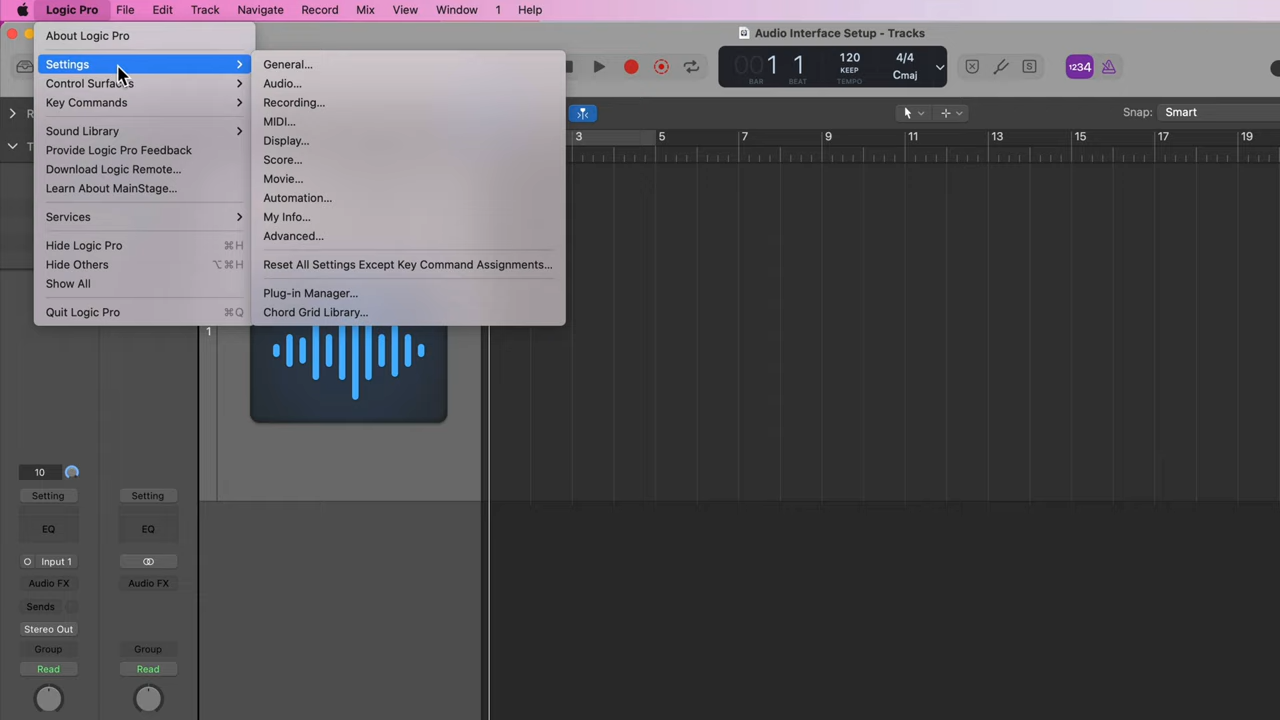 Logic Pro File Edit Track Navigate Record Mix View Window 1 Help
Audio Interface Setup - Tracks
About Logic Pro
Settings
Control Surfaces
Key Commands
Sound Library
Provide Logic Pro Feedback
Download Logic Remote...
Learn About MainStage...
Services
Hide Logic Pro ⌘H
Hide Others ⌥⌘H
Show All
Quit Logic Pro ⌘Q
General...
Audio...
Recording...
MIDI...
Display...
Score...
Movie...
Automation...
My Info...
Advanced...
Reset All Settings Except Key Command Assignments...
Plug-in Manager...
Chord Grid Library...
001 1
BAR BEAT
120
KEEP
TEMPO
4/4
Cmaj
S
1234
R
T
Snap: Smart
3 5 7 9 11 13 15 17 19
1
10
Setting Setting
EQ EQ
Input 1
Audio FX Audio FX
Sends
Stereo Out
Group Group
Read Read